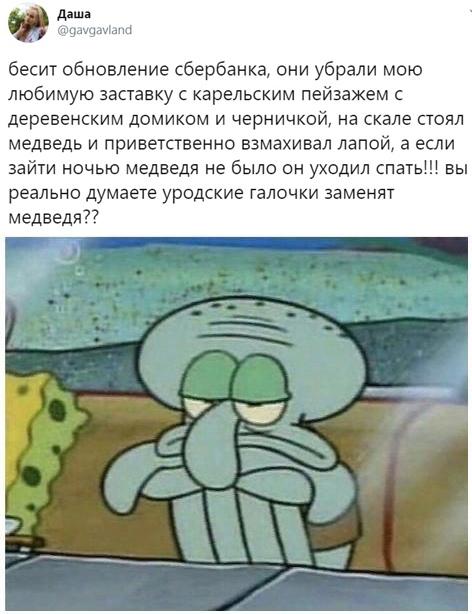 Даша
@gavgavland
бесит обновление сбербанка, они убрали мою
любимую заставку с карельским пейзажем с
деревенским домиком и черничкой, на скале стоял
медведь и приветственно взмахивал лапой, а если
зайти ночью медведя не было он уходил спать!!! вы
реально думаете уродские галочки заменят
медведя??